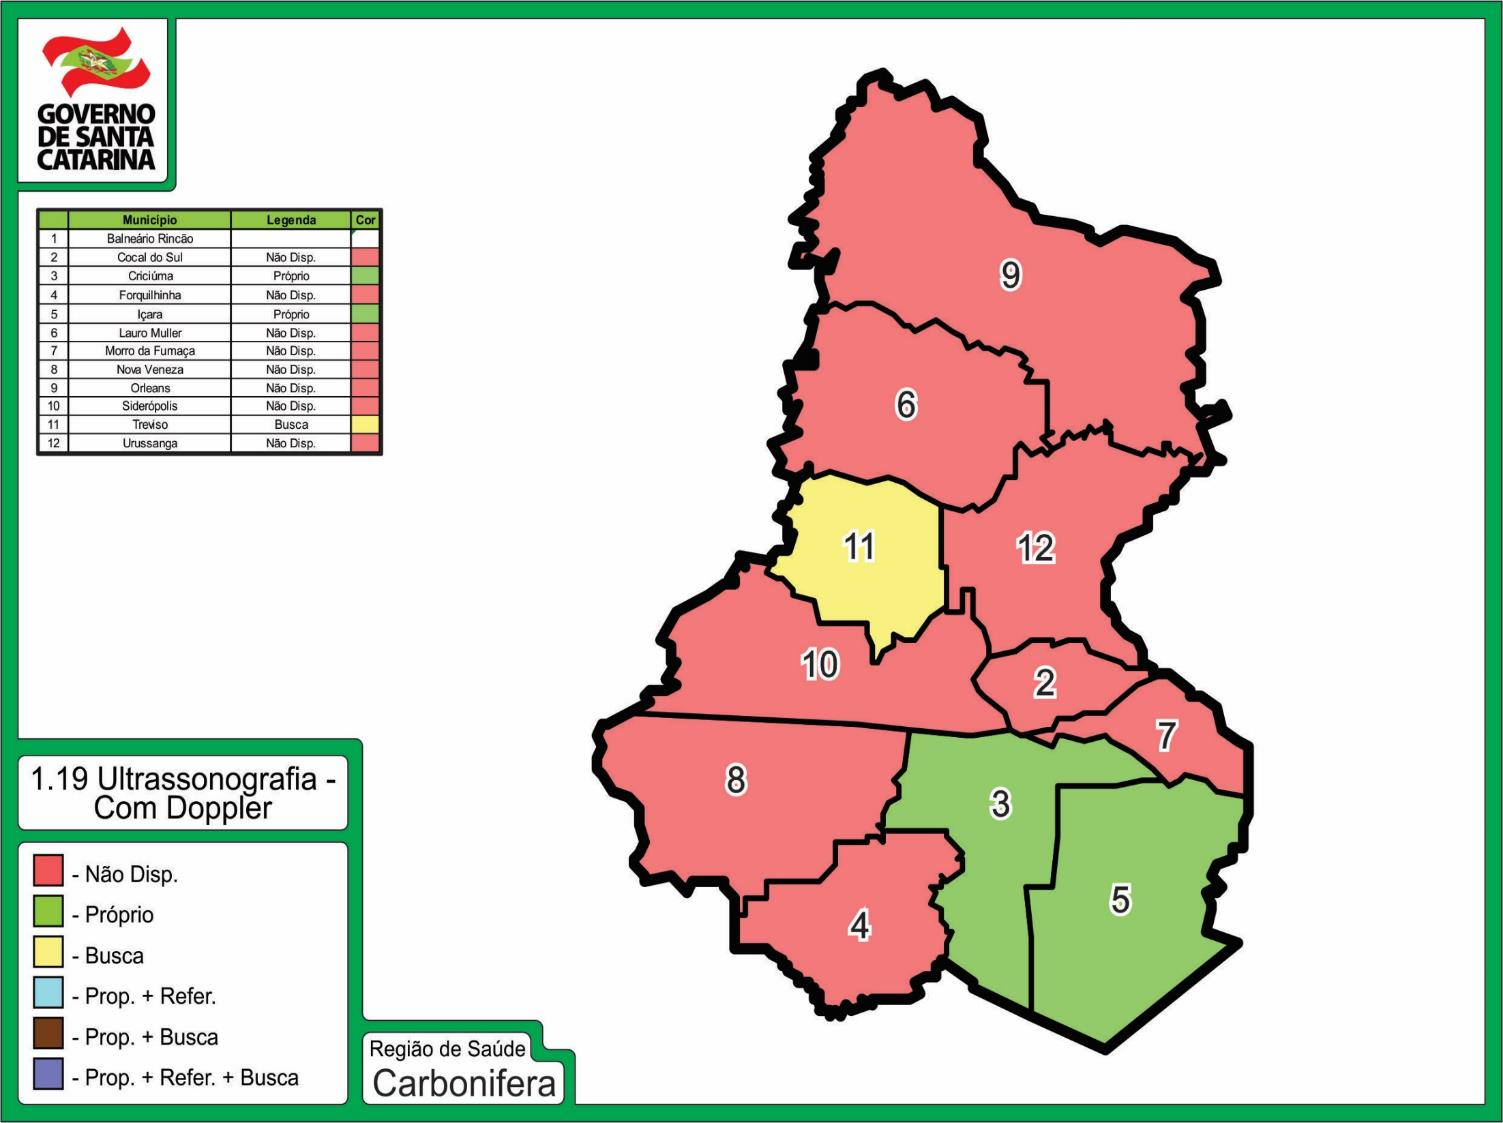 GOVERNO
DE SANTA
CATARINA
Município Legenda Cor
1 Balneário Rincão
2 Cocal do Sul Não Disp.
3 Criciúma Próprio
4 Forquilhinha Não Disp.
5 Içara Próprio
6 Lauro Muller Não Disp.
7 Morro da Fumaça Não Disp.
8 Nova Veneza Não Disp.
9 Orleans Não Disp.
10 Siderópolis Não Disp.
11 Treviso Busca
12 Urussanga Não Disp.
9
6
11
12
10
2
7
8
3
5
4
1.19 Ultrassonografia -
Com Doppler
- Não Disp.
- Próprio
- Busca
- Prop. + Refer.
- Prop. + Busca
- Prop. + Refer. + Busca
Região de Saúde
Carbonifera